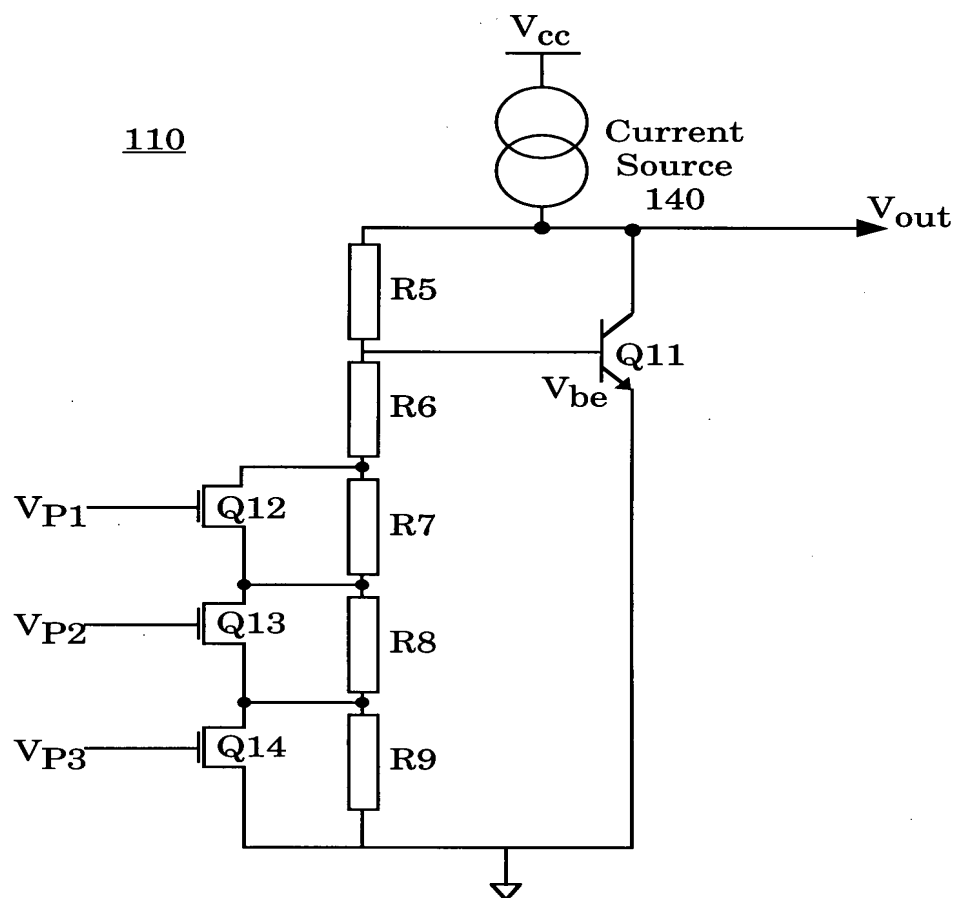 Vcc
110
Current
Source
140
Vout
R5
Q11
Vbe
R6
VP1
Q12
R7
VP2
Q13
R8
VP3
Q14
R9